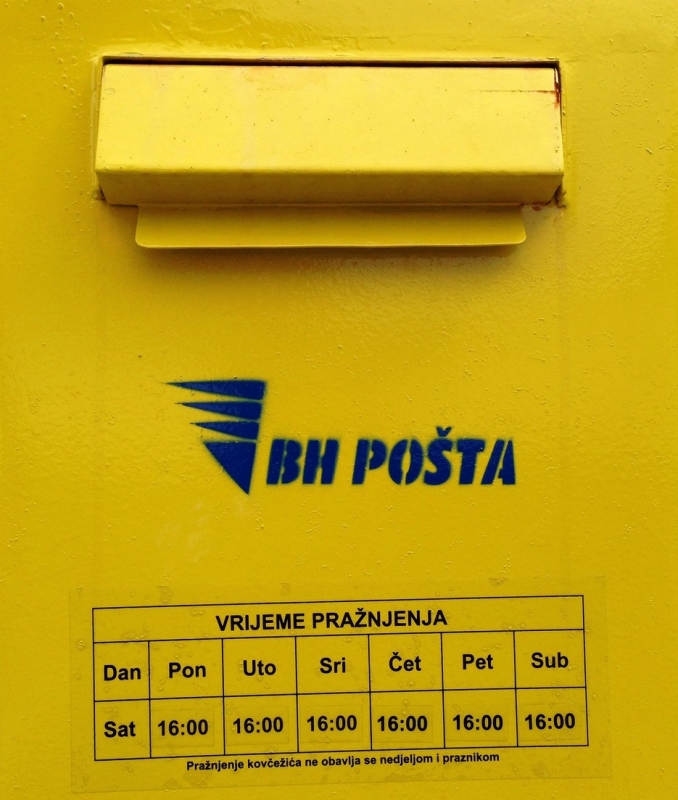 BH POŠTA
VRIJEME PRAŽNJENJA
Dan Pon Uto Sri Čet Pet Sub
Sat 16:00 16:00 16:00 16:00 16:00 16:00
Pražnjenje kovčežića ne obavlja se nedjeljom i praznikom